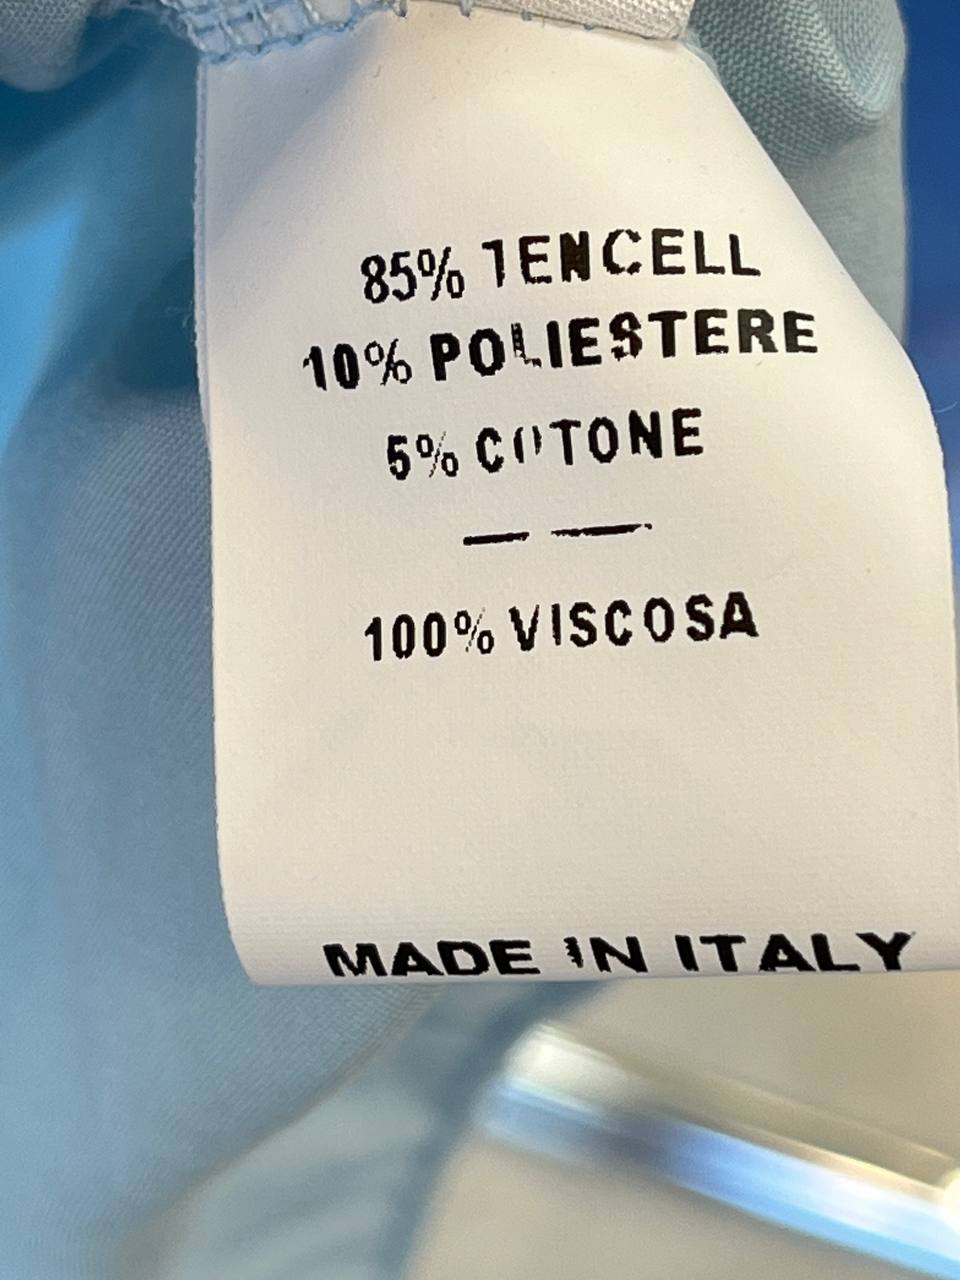 85% TENCELL
10% POLIESTERE
5% COTONE
— —
100% VISCOSA
MADE IN ITALY